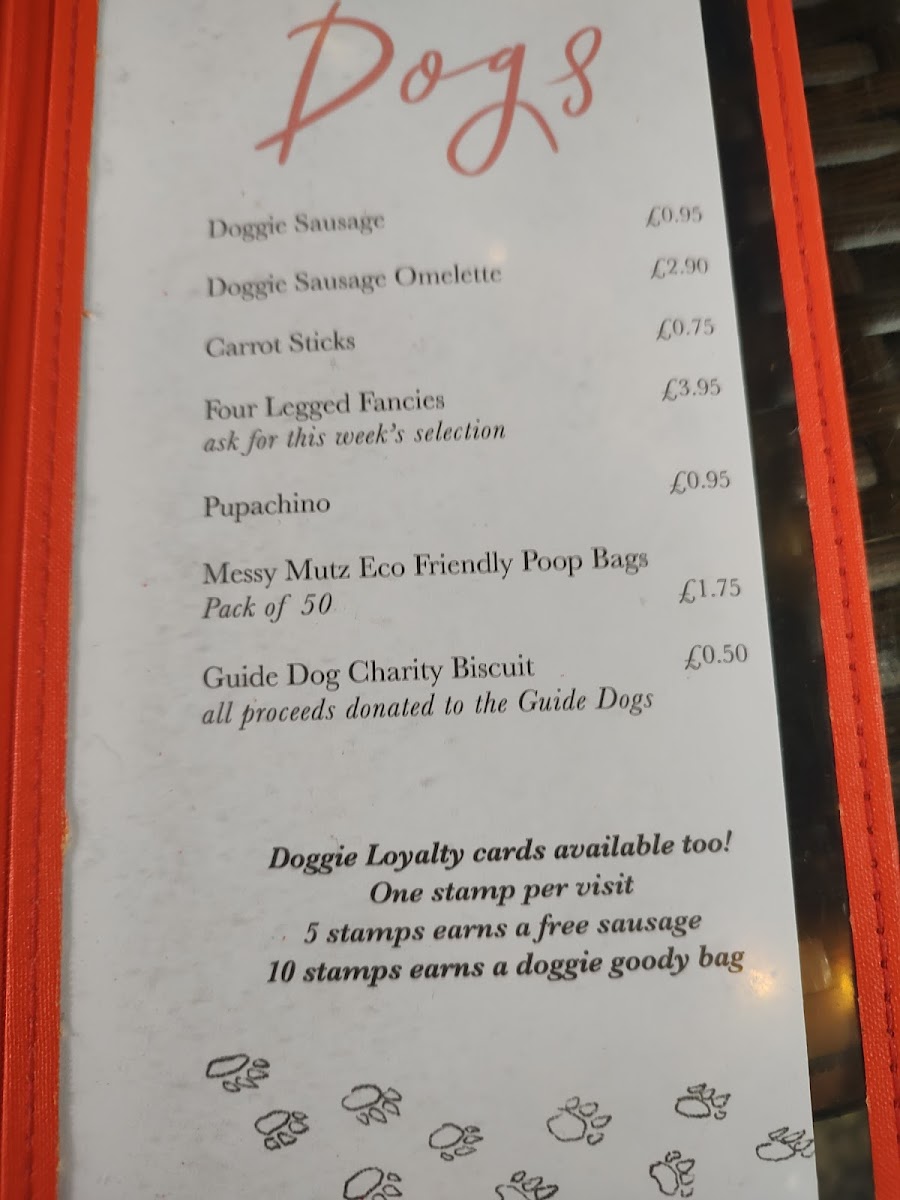 Dogs
Doggie Sausage £0.95
Doggie Sausage Omelette £2.90
Carrot Sticks £0.75
Four Legged Fancies £3.95
ask for this week's selection
Pupachino £0.95
Messy Mutz Eco Friendly Poop Bags
Pack of 50 £1.75
Guide Dog Charity Biscuit £0.50
all proceeds donated to the Guide Dogs
Doggie Loyalty cards available too!
One stamp per visit
5 stamps earns a free sausage
10 stamps earns a doggie goody bag